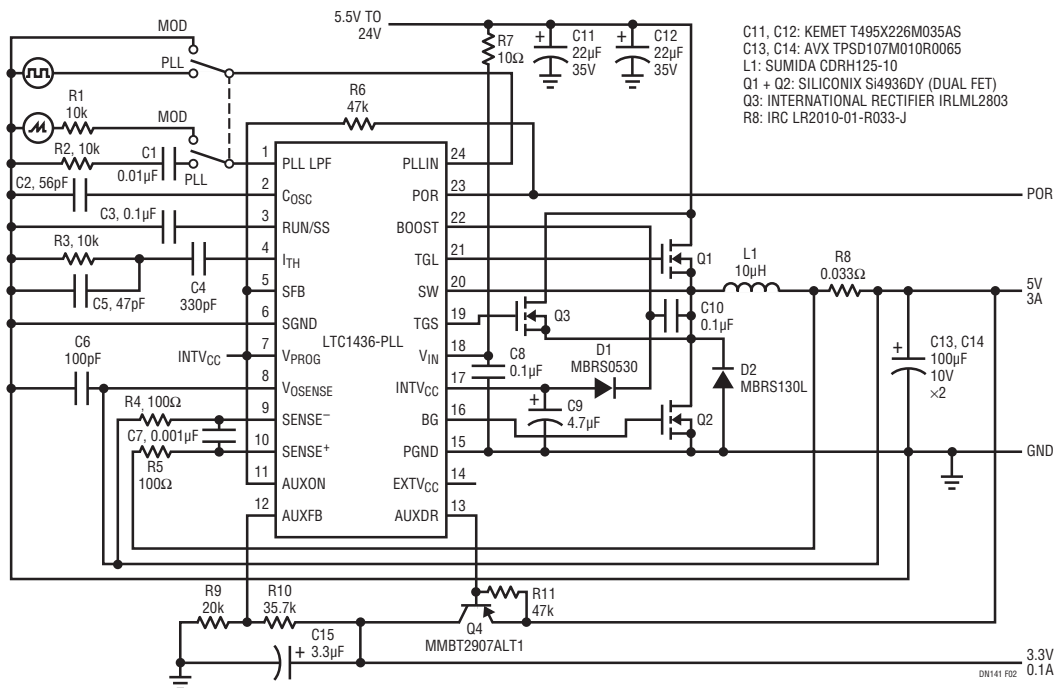 MOD
PLL
R1
10k
MOD
R2, 10k
C1
0.01µF
PLL
C2, 56pF
C3, 0.1µF
R3, 10k
C5, 47pF
C4
330pF
C6
100pF
INTVCC
R4, 100Ω
C7, 0.001µF
R5
100Ω
5.5V TO
24V
R6
47k
R7
10Ω
C11
22µF
35V
C12
22µF
35V
C11, C12: KEMET T495X226M035AS
C13, C14: AVX TPSD107M010R0065
L1: SUMIDA CDRH125-10
Q1 + Q2: SILICONIX Si4936DY (DUAL FET)
Q3: INTERNATIONAL RECTIFIER IRLML2803
R8: IRC LR2010-01-R033-J
1 PLL LPF
2 COSC
3 RUN/SS
4 ITH
5 SFB
6 SGND
7 VPROG
8 VOSENSE
9 SENSE–
10 SENSE+
11 AUXON
12 AUXFB
LTC1436-PLL
PLLIN 24
POR 23
BOOST 22
TGL 21
SW 20
TGS 19
VIN 18
INTVCC 17
BG 16
PGND 15
EXTVCC 14
AUXDR 13
POR
Q1
L1
10µH
R8
0.033Ω
5V
3A
Q3
C10
0.1µF
C8
0.1µF
D1
MBRS0530
D2
MBRS130L
C13, C14
100µF
10V
×2
+
C9
4.7µF
Q2
GND
R9
20k
R10
35.7k
R11
47k
Q4
MMBT2907ALT1
C15
+ 3.3µF
3.3V
0.1A
DN141 F02